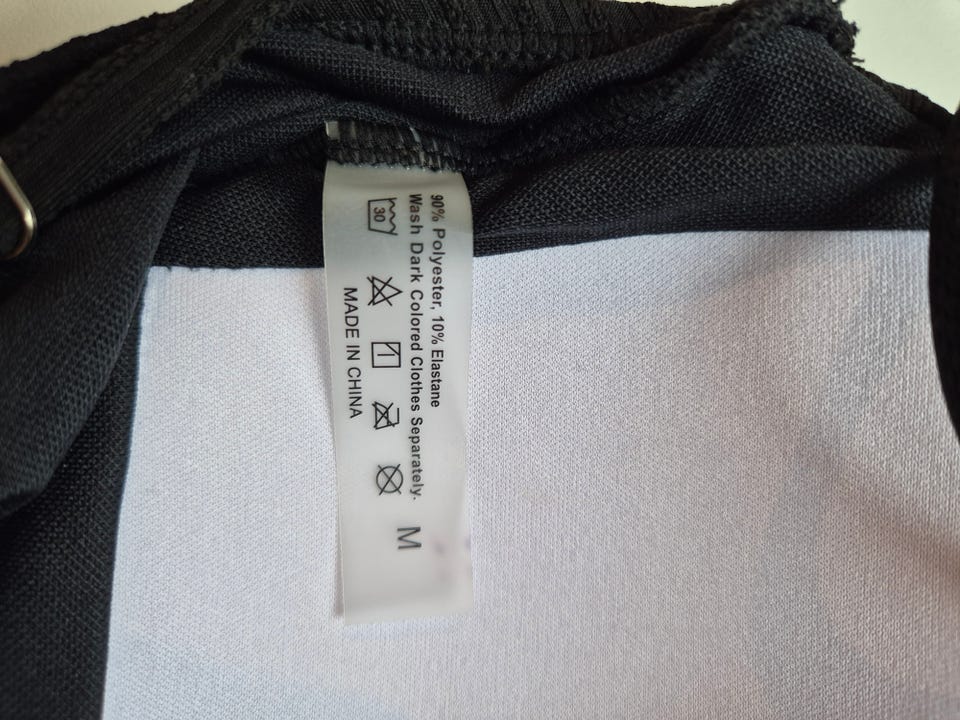 90% Polyester, 10% Elastane
Wash Dark Colored Clothes Separately.
30
M
MADE IN CHINA